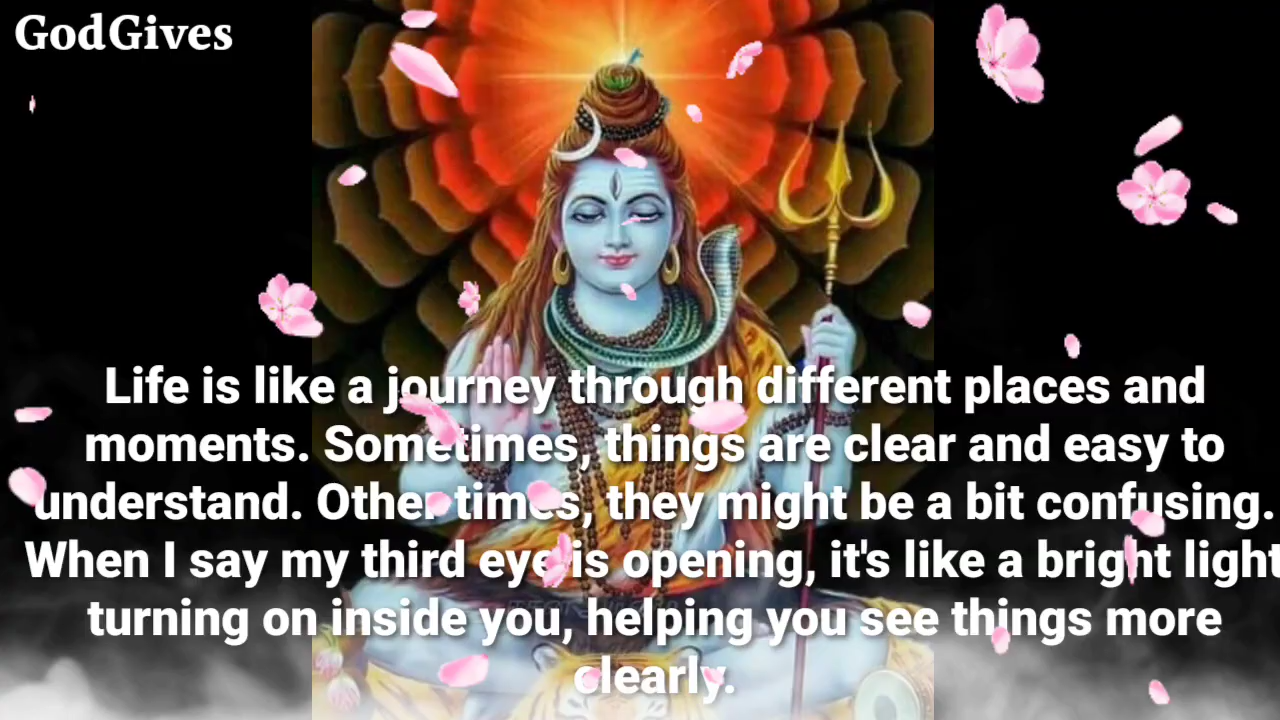 GodGives
Life is like a journey through different places and
moments. Sometimes, things are clear and easy to
understand. Other times, they might be a bit confusing.
When I say my third eye is opening, it's like a bright light
turning on inside you, helping you see things more
clearly.